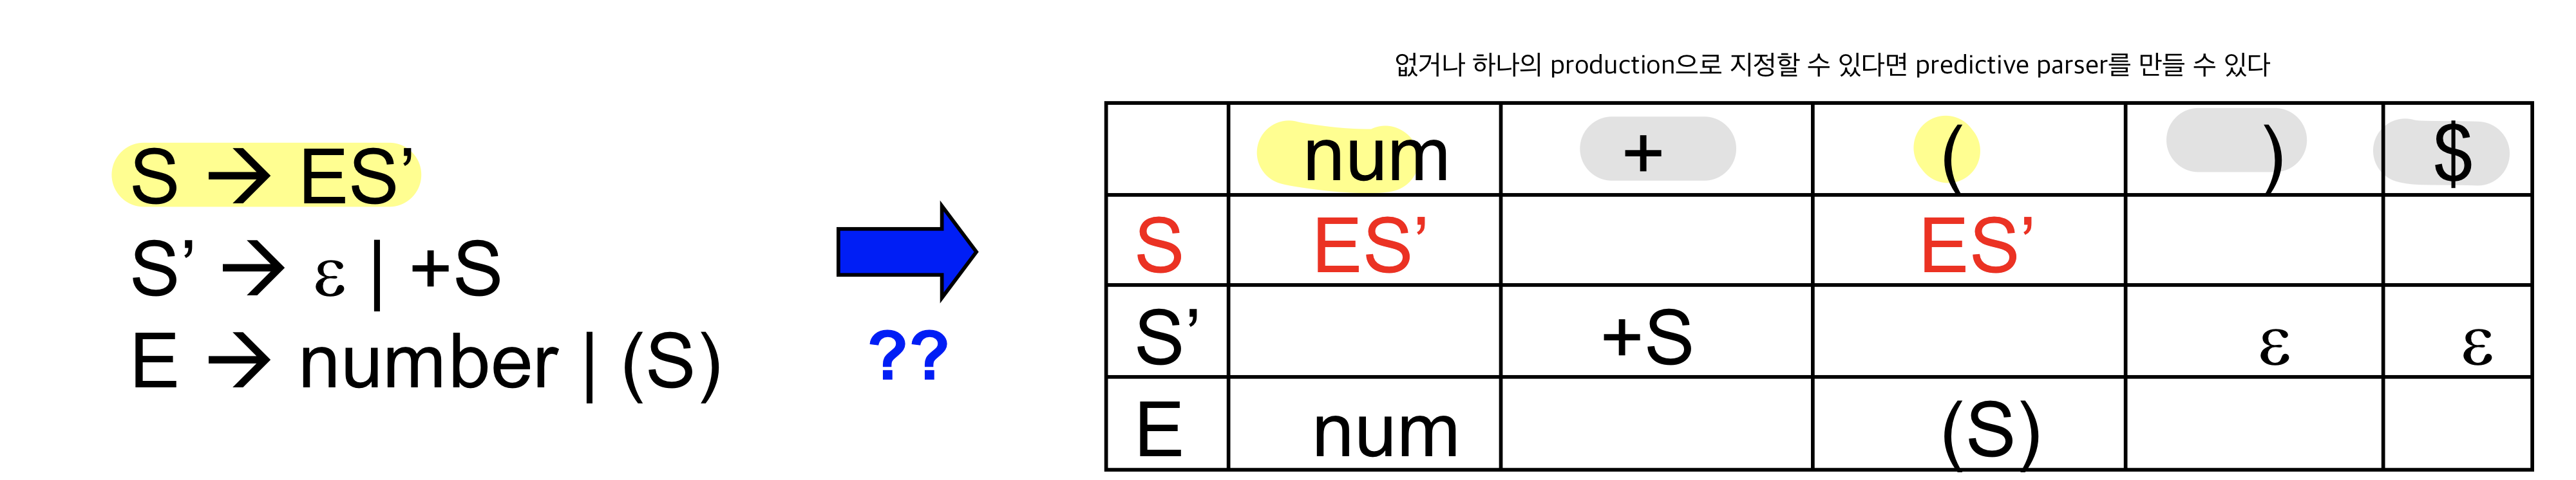 없거나 하나의 production으로 지정할 수 있다면 predictive parser를 만들 수 있다
S → ES’
S’ → ε | +S
E → number | (S)
??
num + ( ) $
S ES’ ES’
S’ +S ε ε
E num (S)